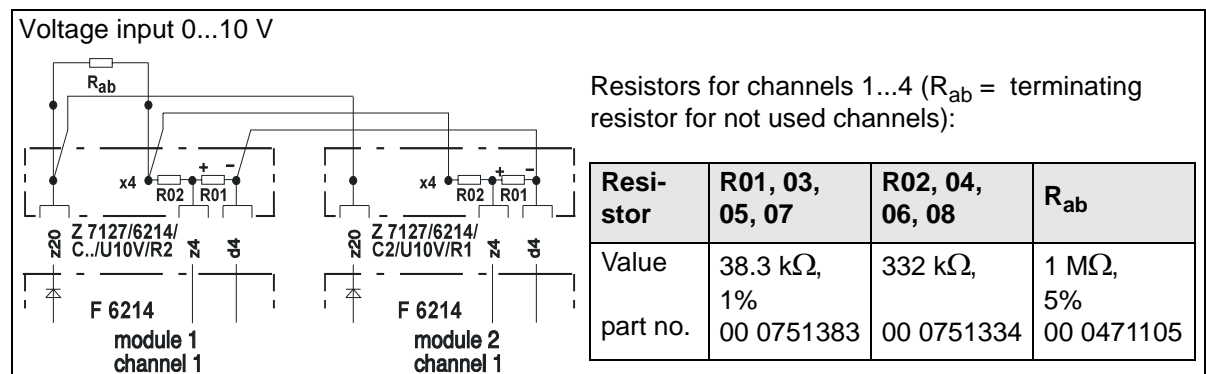 Voltage input 0...10 V
Rab
x4
+
–
R02
R01
x4
+
–
R02
R01
z20
Z 7127/6214/
C../U10V/R2
z4
d4
z20
Z 7127/6214/
C2/U10V/R1
z4
d4
F 6214
module 1
channel 1
F 6214
module 2
channel 1
Resistors for channels 1...4 (Rab = terminating
resistor for not used channels):
Resi-
stor
R01, 03,
05, 07
R02, 04,
06, 08
Rab
Value
38.3 kΩ,
1%
332 kΩ,
1 MΩ,
5%
part no.
00 0751383
00 0751334
00 0471105